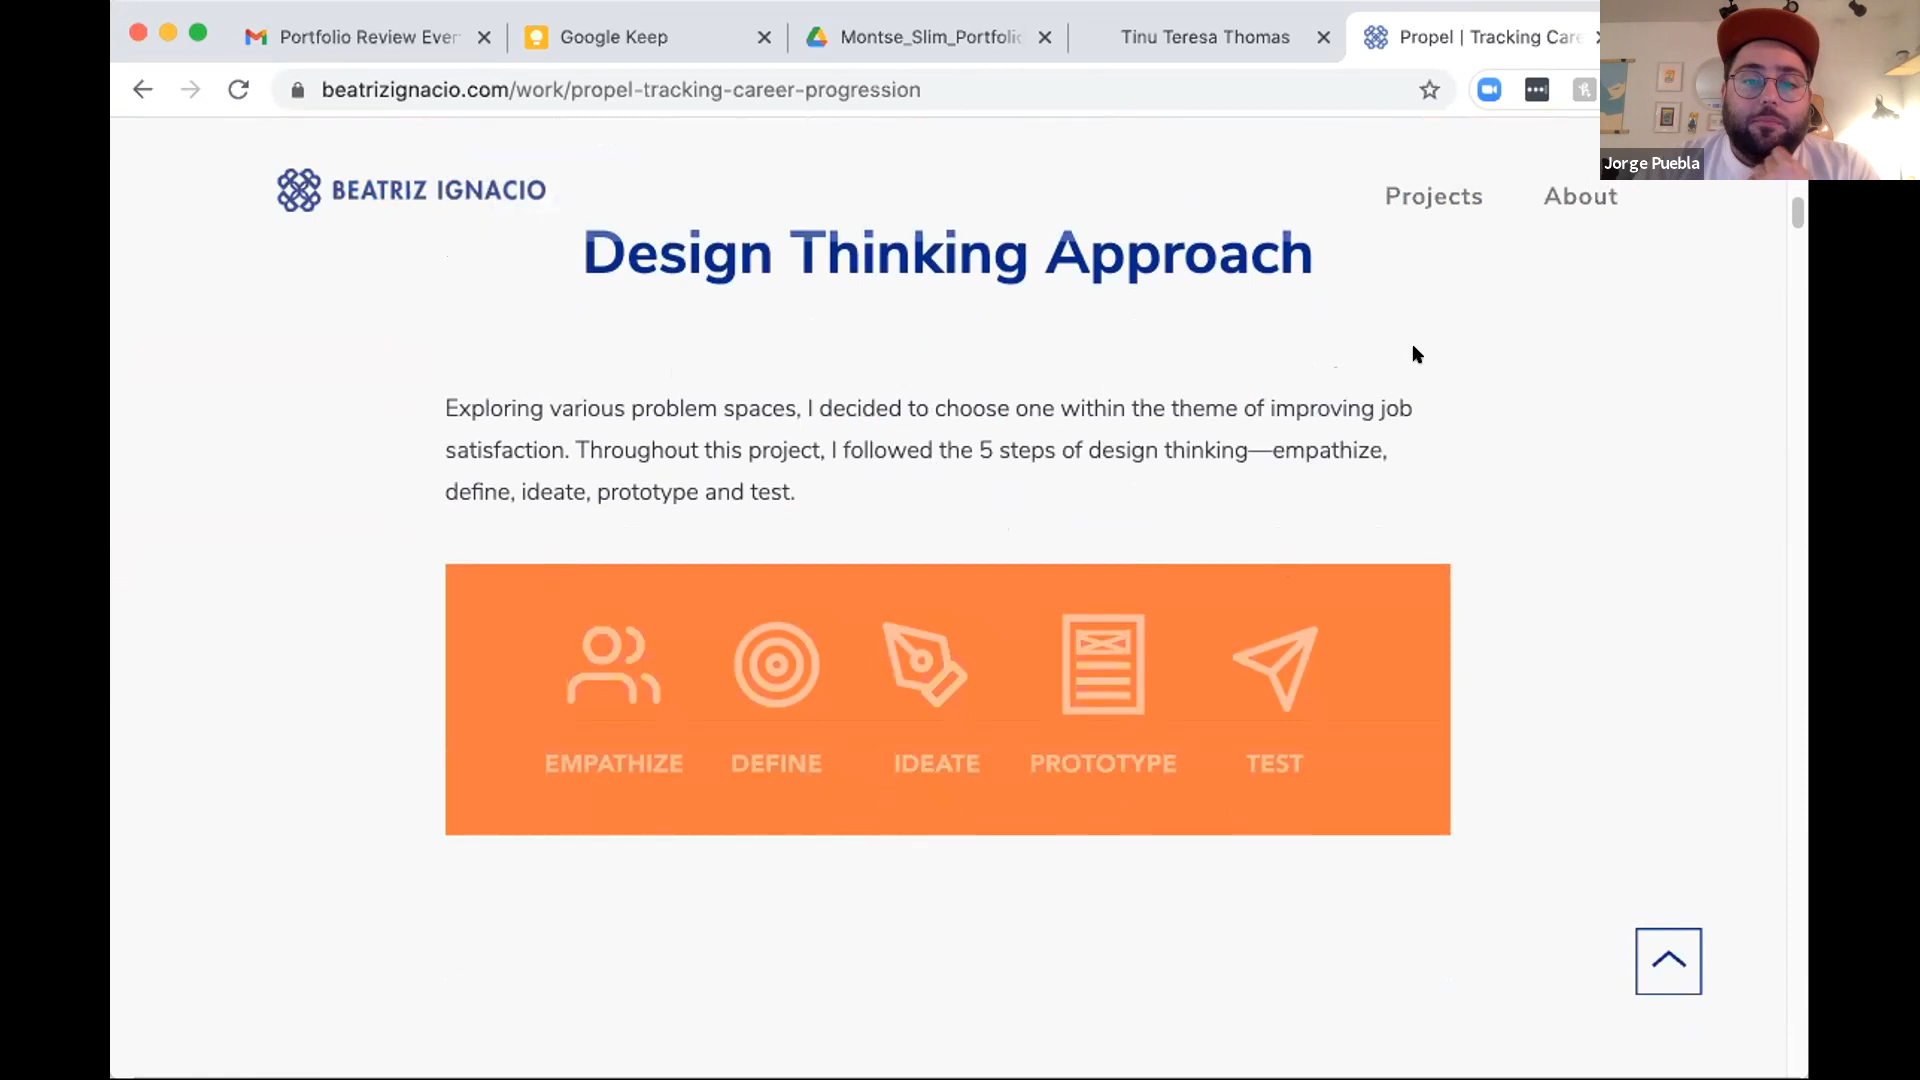 Portfolio Review Ever
Google Keep
Montse_Slim_Portfolio
Tinu Teresa Thomas
Propel | Tracking Care
beatrizignacio.com/work/propel-tracking-career-progression
Jorge Puebla
BEATRIZ IGNACIO
Projects
About
Design Thinking Approach
Exploring various problem spaces, I decided to choose one within the theme of improving job
satisfaction. Throughout this project, I followed the 5 steps of design thinking—empathize,
define, ideate, prototype and test.
EMPATHIZE
DEFINE
IDEATE
PROTOTYPE
TEST